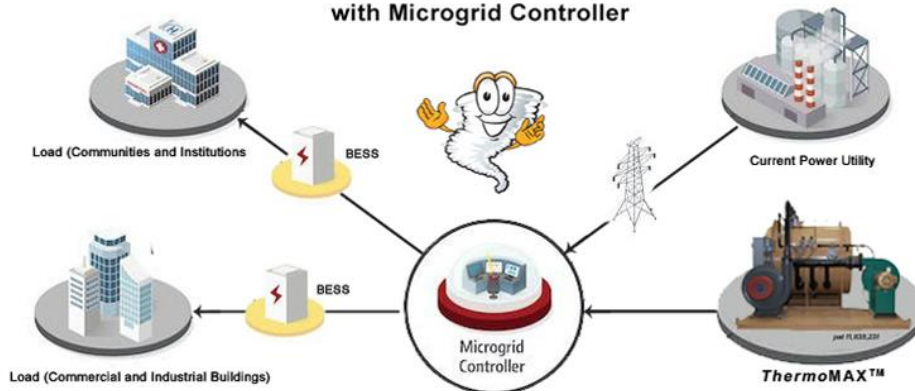 with Microgrid Controller
Load (Communities and Institutions
BESS
Current Power Utility
BESS
Microgrid
Controller
Load (Commercial and Industrial Buildings)
ThermoMAX™